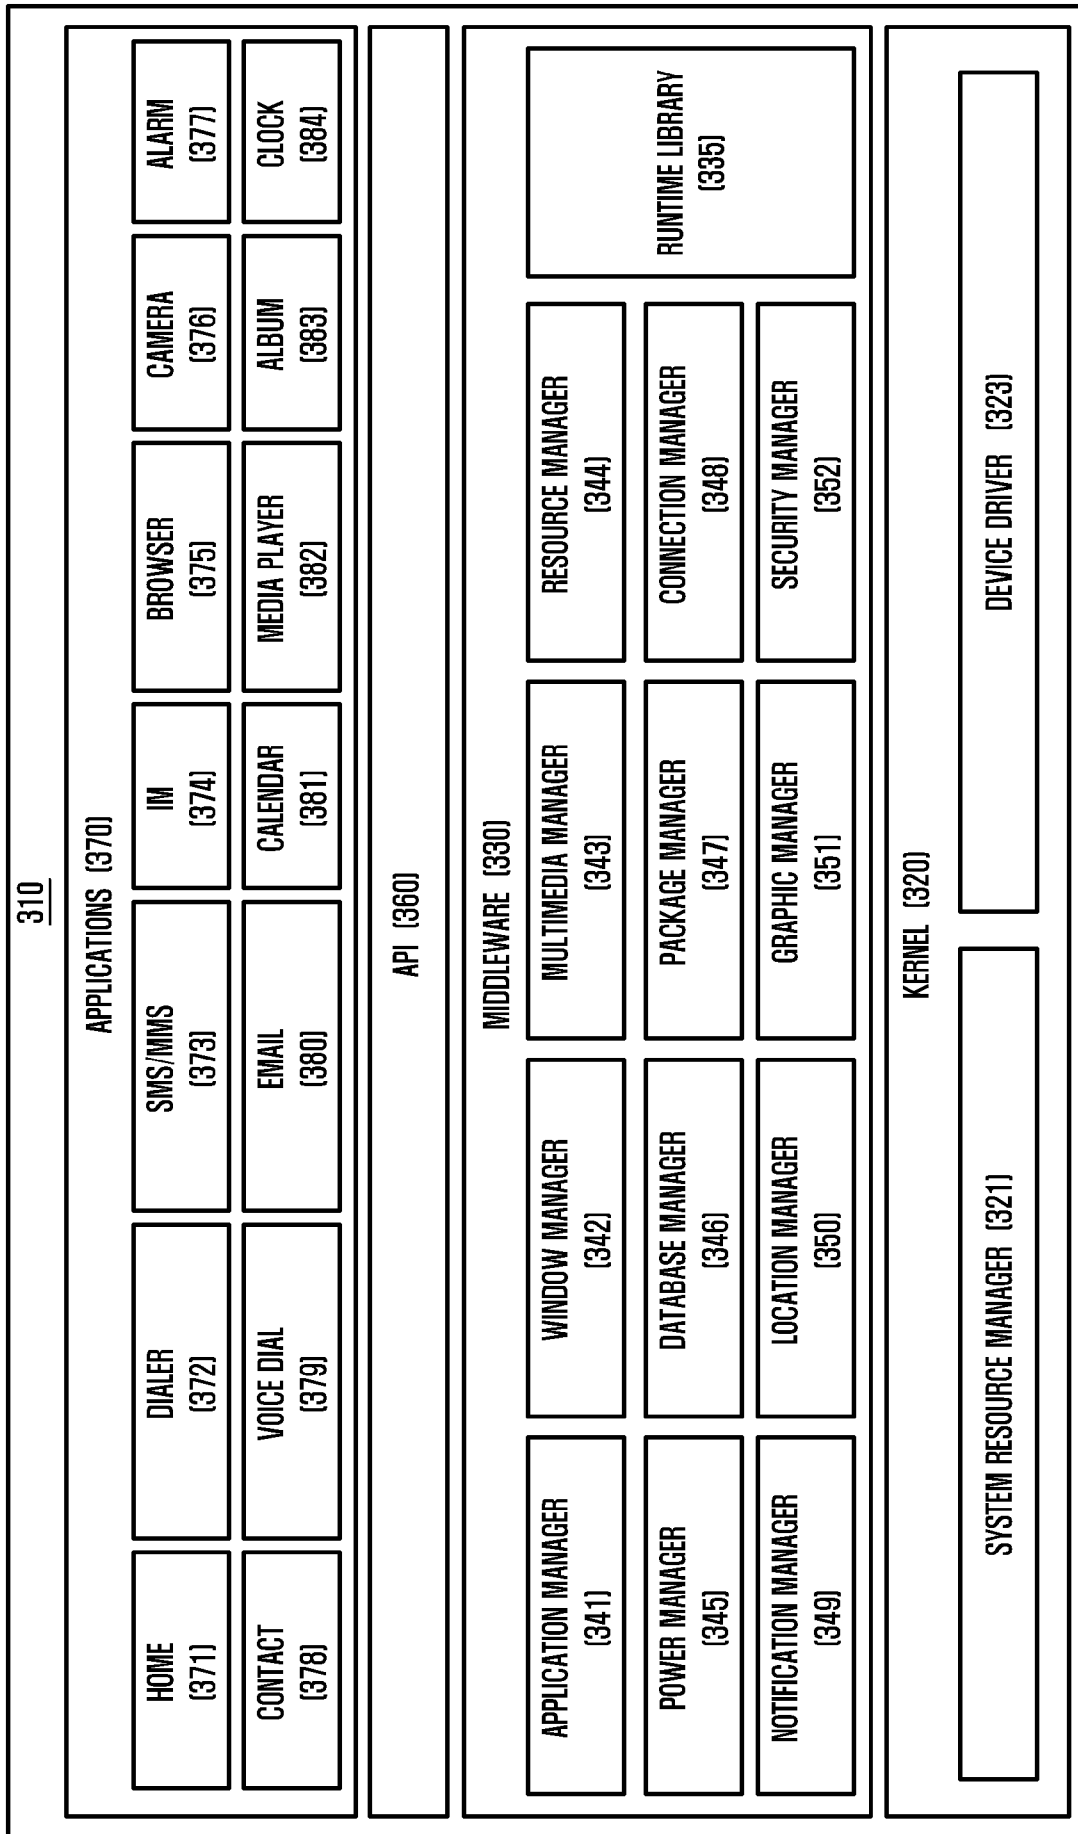 310
APPLICATIONS (370)
HOME
(371)
DIALER
(372)
SMS/MMS
(373)
IM
(374)
BROWSER
(375)
CAMERA
(376)
ALARM
(377)
CONTACT
(378)
VOICE DIAL
(379)
EMAIL
(380)
CALENDAR
(381)
MEDIA PLAYER
(382)
ALBUM
(383)
CLOCK
(384)
API (360)
MIDDLEWARE (330)
APPLICATION MANAGER
(341)
WINDOW MANAGER
(342)
MULTIMEDIA MANAGER
(343)
RESOURCE MANAGER
(344)
POWER MANAGER
(345)
DATABASE MANAGER
(346)
PACKAGE MANAGER
(347)
CONNECTION MANAGER
(348)
NOTIFICATION MANAGER
(349)
LOCATION MANAGER
(350)
GRAPHIC MANAGER
(351)
SECURITY MANAGER
(352)
RUNTIME LIBRARY
(335)
KERNEL (320)
SYSTEM RESOURCE MANAGER (321)
DEVICE DRIVER (323)